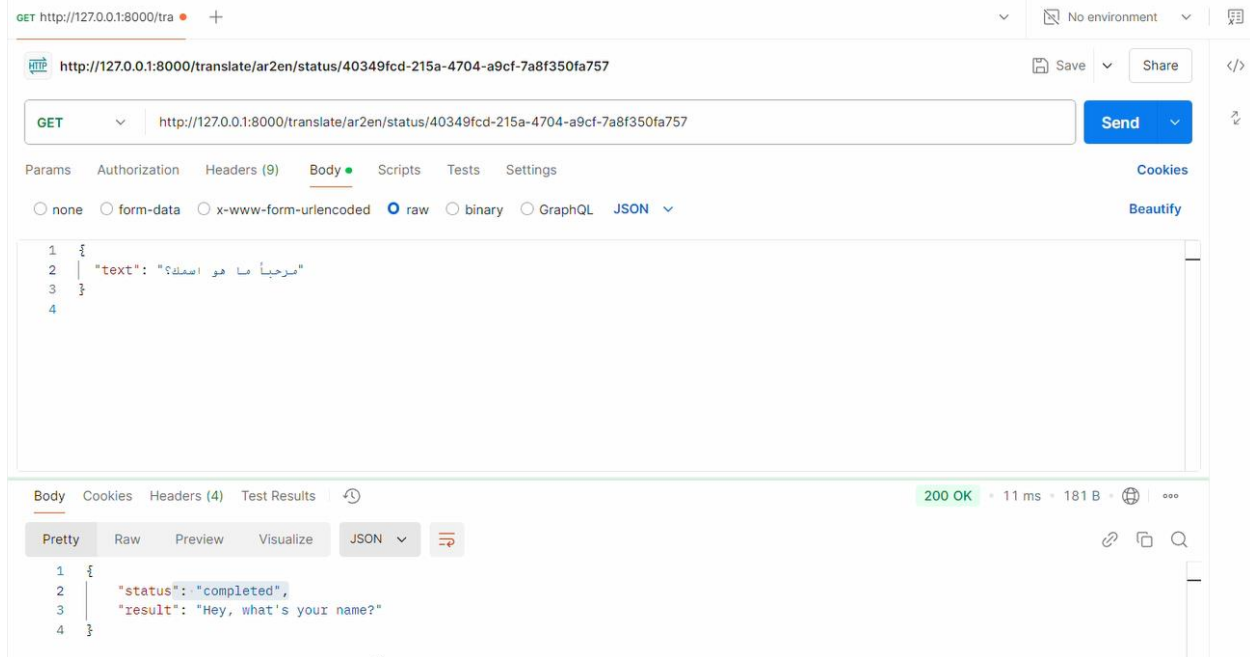 GET http://127.0.0.1:8000/tra
No environment
HTTP http://127.0.0.1:8000/translate/ar2en/status/40349fcd-215a-4704-a9cf-7a8f350fa757
Save Share
GET http://127.0.0.1:8000/translate/ar2en/status/40349fcd-215a-4704-a9cf-7a8f350fa757
Send
Params Authorization Headers (9) Body Scripts Tests Settings Cookies
none form-data x-www-form-urlencoded raw binary GraphQL JSON Beautify
1 {
2 "text": "مرحباً ما هو اسمك؟"
3 }
4
Body Cookies Headers (4) Test Results 200 OK 11 ms 181 B
Pretty Raw Preview Visualize JSON
1 {
2 "status": "completed",
3 "result": "Hey, what's your name?"
4 }